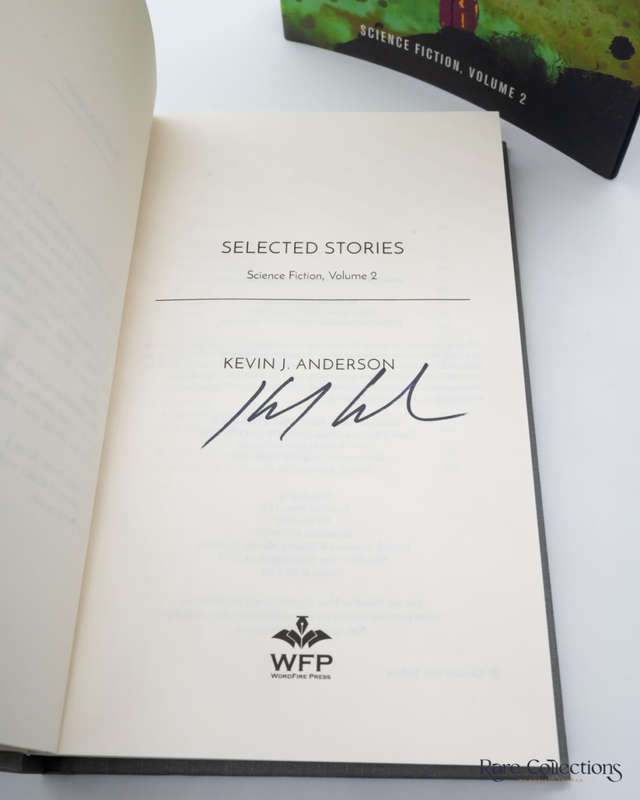 SCIENCE FICTION, VOLUME 2
SELECTED STORIES
Science Fiction, Volume 2
KEVIN J. ANDERSON
WFP
WORDFIRE PRESS
Rare Collections